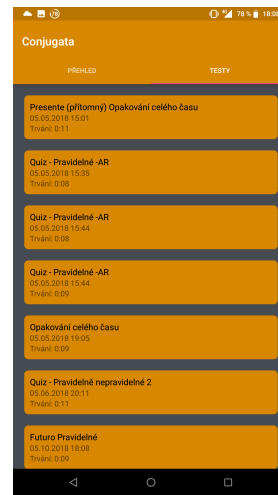 78 78 % 18:08
Conjugata
PŘEHLED TESTY
Presente (přítomný) Opakování celého času
05.05.2018 15:01
Trvání: 0:11
Quiz - Pravidelné -AR
05.05.2018 15:35
Trvání: 0:08
Quiz - Pravidelné -AR
05.05.2018 15:44
Trvání: 0:08
Quiz - Pravidelné -AR
05.05.2018 15:44
Trvání: 0:09
Opakování celého času
05.05.2018 19:05
Trvání: 0:09
Quiz - Pravidelně nepravidelné 2
05.06.2018 20:11
Trvání: 0:11
Futuro Pravidelné
05.10.2018 18:08
Trvání: 0:09